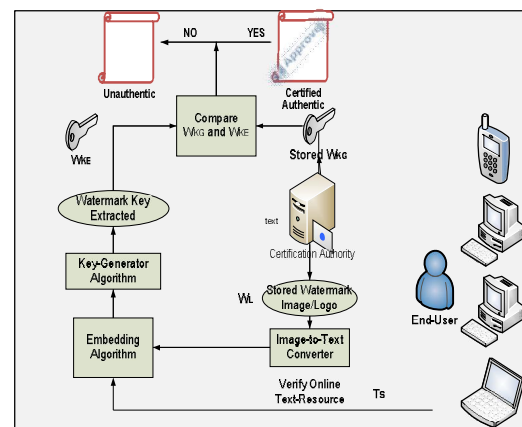 NO
YES
Unauthentic
Approved
Certified
Authentic
Compare
WKG and WKE
WKE
Stored WKG
Watermark Key
Extracted
text
Certification Authority
Key-Generator
Algorithm
WL
Stored Watermark
Image/Logo
End-User
Embedding
Algorithm
Image-to-Text
Converter
Verify Online
Text-Resource
Ts